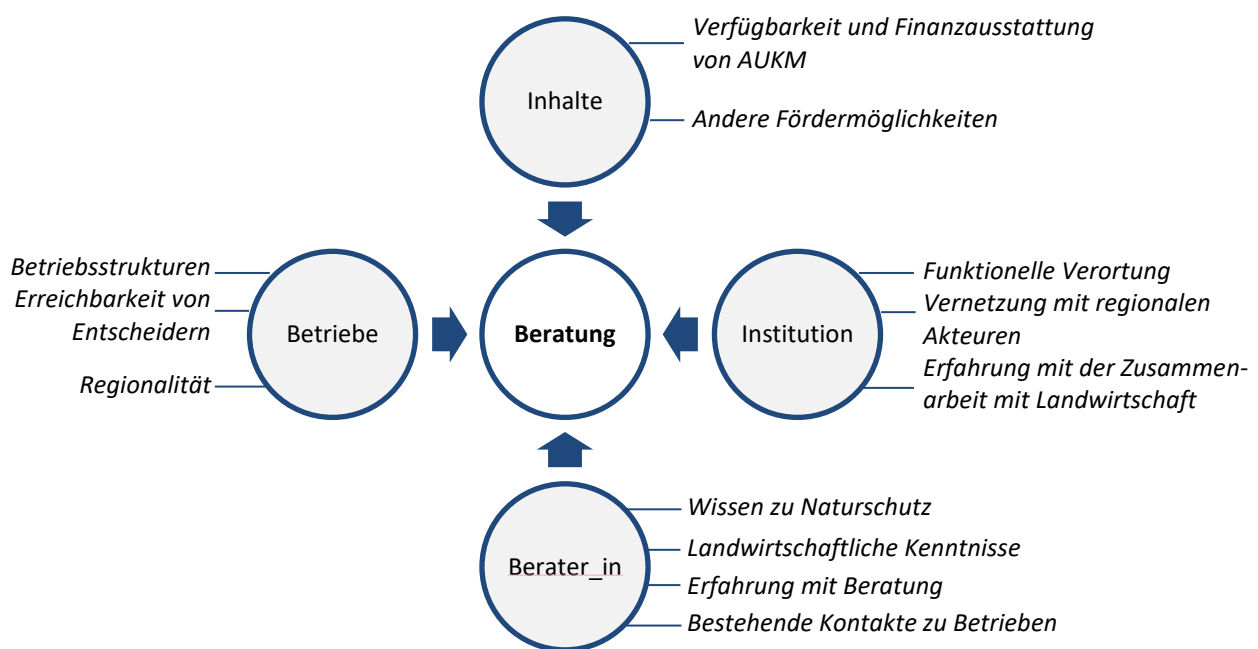 Verfügbarkeit und Finanzausstattung
von AUKM
Inhalte
Andere Fördermöglichkeiten
Betriebsstrukturen
Erreichbarkeit von
Entscheidern
Regionalität
Betriebe
Beratung
Institution
Funktionelle Verortung
Vernetzung mit regionalen
Akteuren
Erfahrung mit der Zusammen-
arbeit mit Landwirtschaft
Berater_in
Wissen zu Naturschutz
Landwirtschaftliche Kenntnisse
Erfahrung mit Beratung
Bestehende Kontakte zu Betrieben